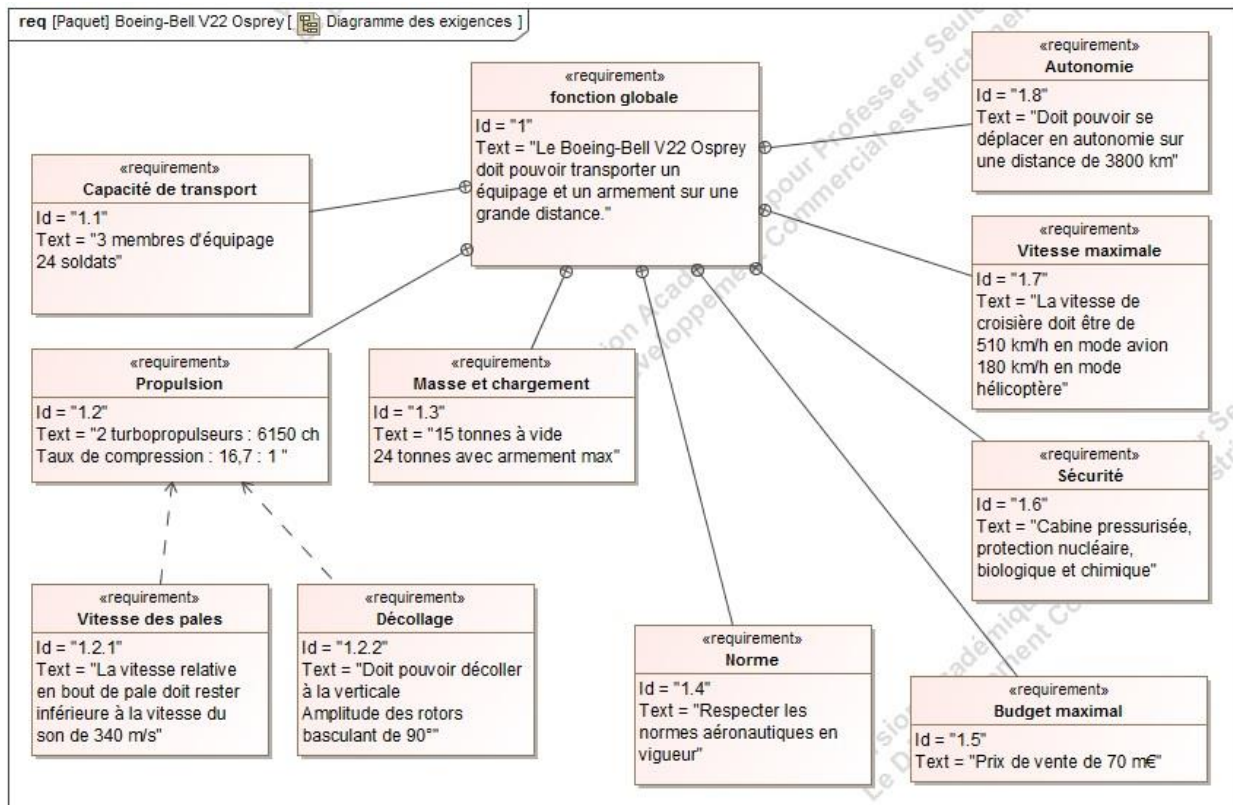 req [Paquet] Boeing-Bell V22 Osprey [ Diagramme des exigences ]
«requirement»
fonction globale
Id = "1"
Text = "Le Boeing-Bell V22 Osprey
doit pouvoir transporter un
équipage et un armement sur une
grande distance."
«requirement»
Autonomie
Id = "1.8"
Text = "Doit pouvoir se
déplacer en autonomie sur
une distance de 3800 km"
«requirement»
Capacité de transport
Id = "1.1"
Text = "3 membres d'équipage
24 soldats"
«requirement»
Vitesse maximale
Id = "1.7"
Text = "La vitesse de
croisière doit être de
510 km/h en mode avion
180 km/h en mode
hélicoptère"
«requirement»
Propulsion
Id = "1.2"
Text = "2 turbopropulseurs : 6150 ch
Taux de compression : 16,7 : 1 "
«requirement»
Masse et chargement
Id = "1.3"
Text = "15 tonnes à vide
24 tonnes avec armement max"
«requirement»
Sécurité
Id = "1.6"
Text = "Cabine pressurisée,
protection nucléaire,
biologique et chimique"
«requirement»
Vitesse des pales
Id = "1.2.1"
Text = "La vitesse relative
en bout de pale doit rester
inférieure à la vitesse du
son de 340 m/s"
«requirement»
Décollage
Id = "1.2.2"
Text = "Doit pouvoir décoller
à la verticale
Amplitude des rotors
basculant de 90°"
«requirement»
Norme
Id = "1.4"
Text = "Respecter les
normes aéronautiques en
vigueur"
«requirement»
Budget maximal
Id = "1.5"
Text = "Prix de vente de 70 m€"
pour Professeur Seul
Commercial est strict